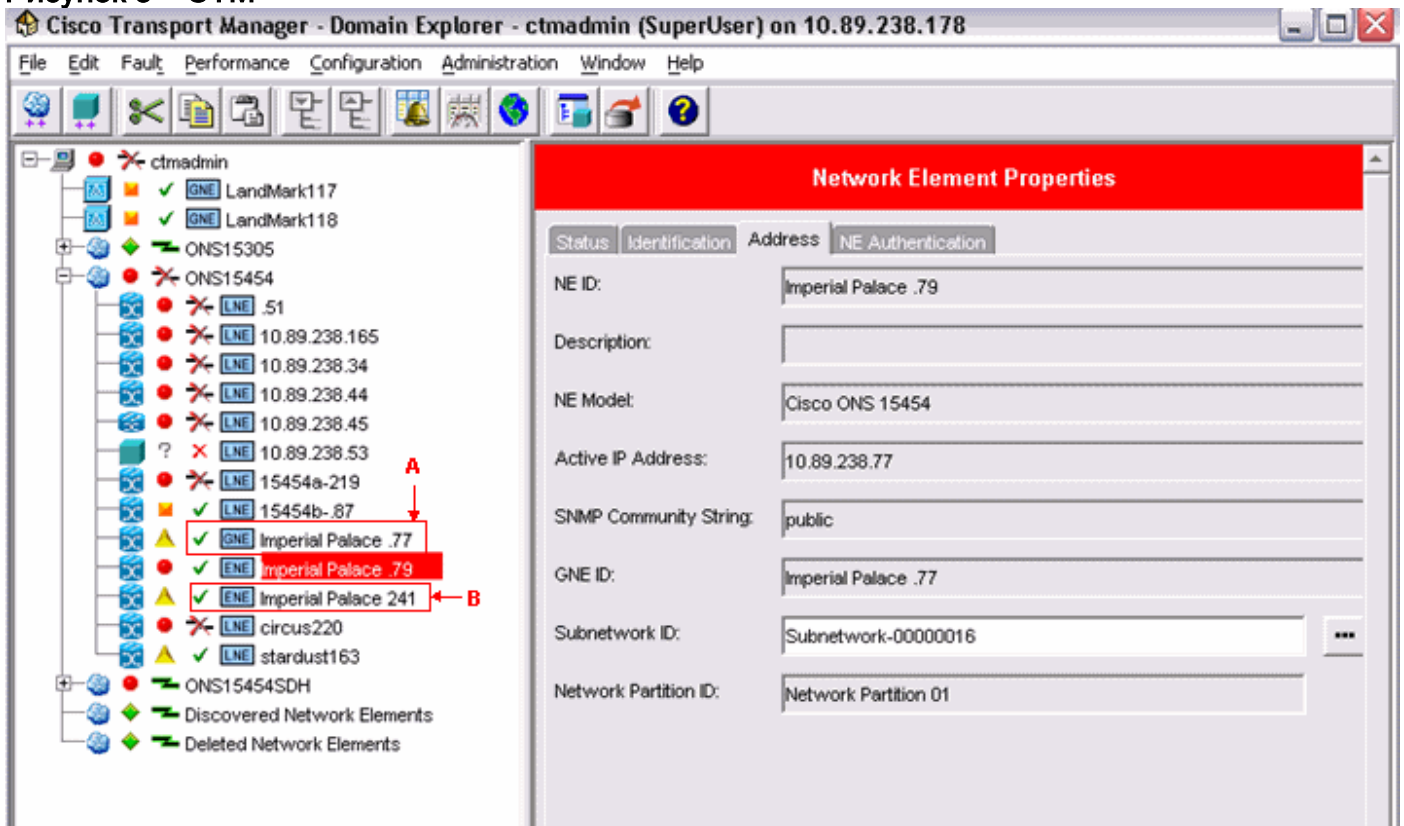 Cisco Transport Manager - Domain Explorer - ctmadmin (SuperUser) on 10.89.238.178
File Edit Fault Performance Configuration Administration Window Help
ctmadmin
GNE LandMark117
GNE LandMark118
ONS15305
ONS15454
LNE .51
LNE 10.89.238.165
LNE 10.89.238.34
LNE 10.89.238.44
LNE 10.89.238.45
? LNE 10.89.238.53
A
LNE 15454a-219
LNE 15454b-.87
GNE Imperial Palace .77
ENE Imperial Palace .79
ENE Imperial Palace 241
B
LNE circus220
LNE stardust163
ONS15454SDH
Discovered Network Elements
Deleted Network Elements
Network Element Properties
Status Identification Address NE Authentication
NE ID: Imperial Palace .79
Description:
NE Model: Cisco ONS 15454
Active IP Address: 10.89.238.77
SNMP Community String: public
GNE ID: Imperial Palace .77
Subnetwork ID: Subnetwork-00000016 ...
Network Partition ID: Network Partition 01